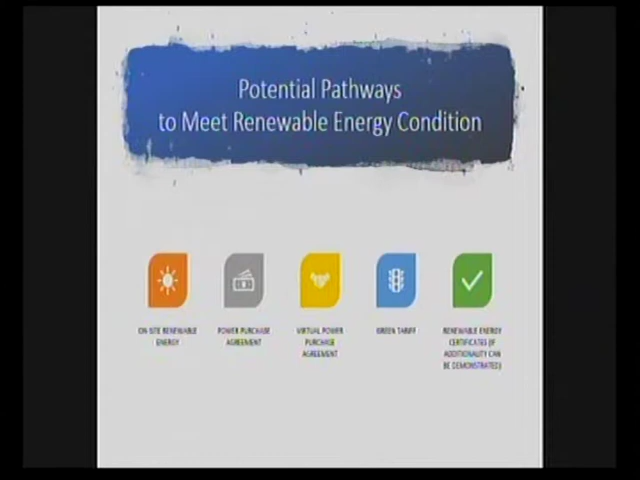 Potential Pathways
to Meet Renewable Energy Condition
ON-SITE RENEWABLE
ENERGY
POWER PURCHASE
AGREEMENT
VIRTUAL POWER
PURCHASE
AGREEMENT
GREEN TARIFF
RENEWABLE ENERGY
CERTIFICATES (IF
ADDITIONALITY CAN
BE DEMONSTRATED)